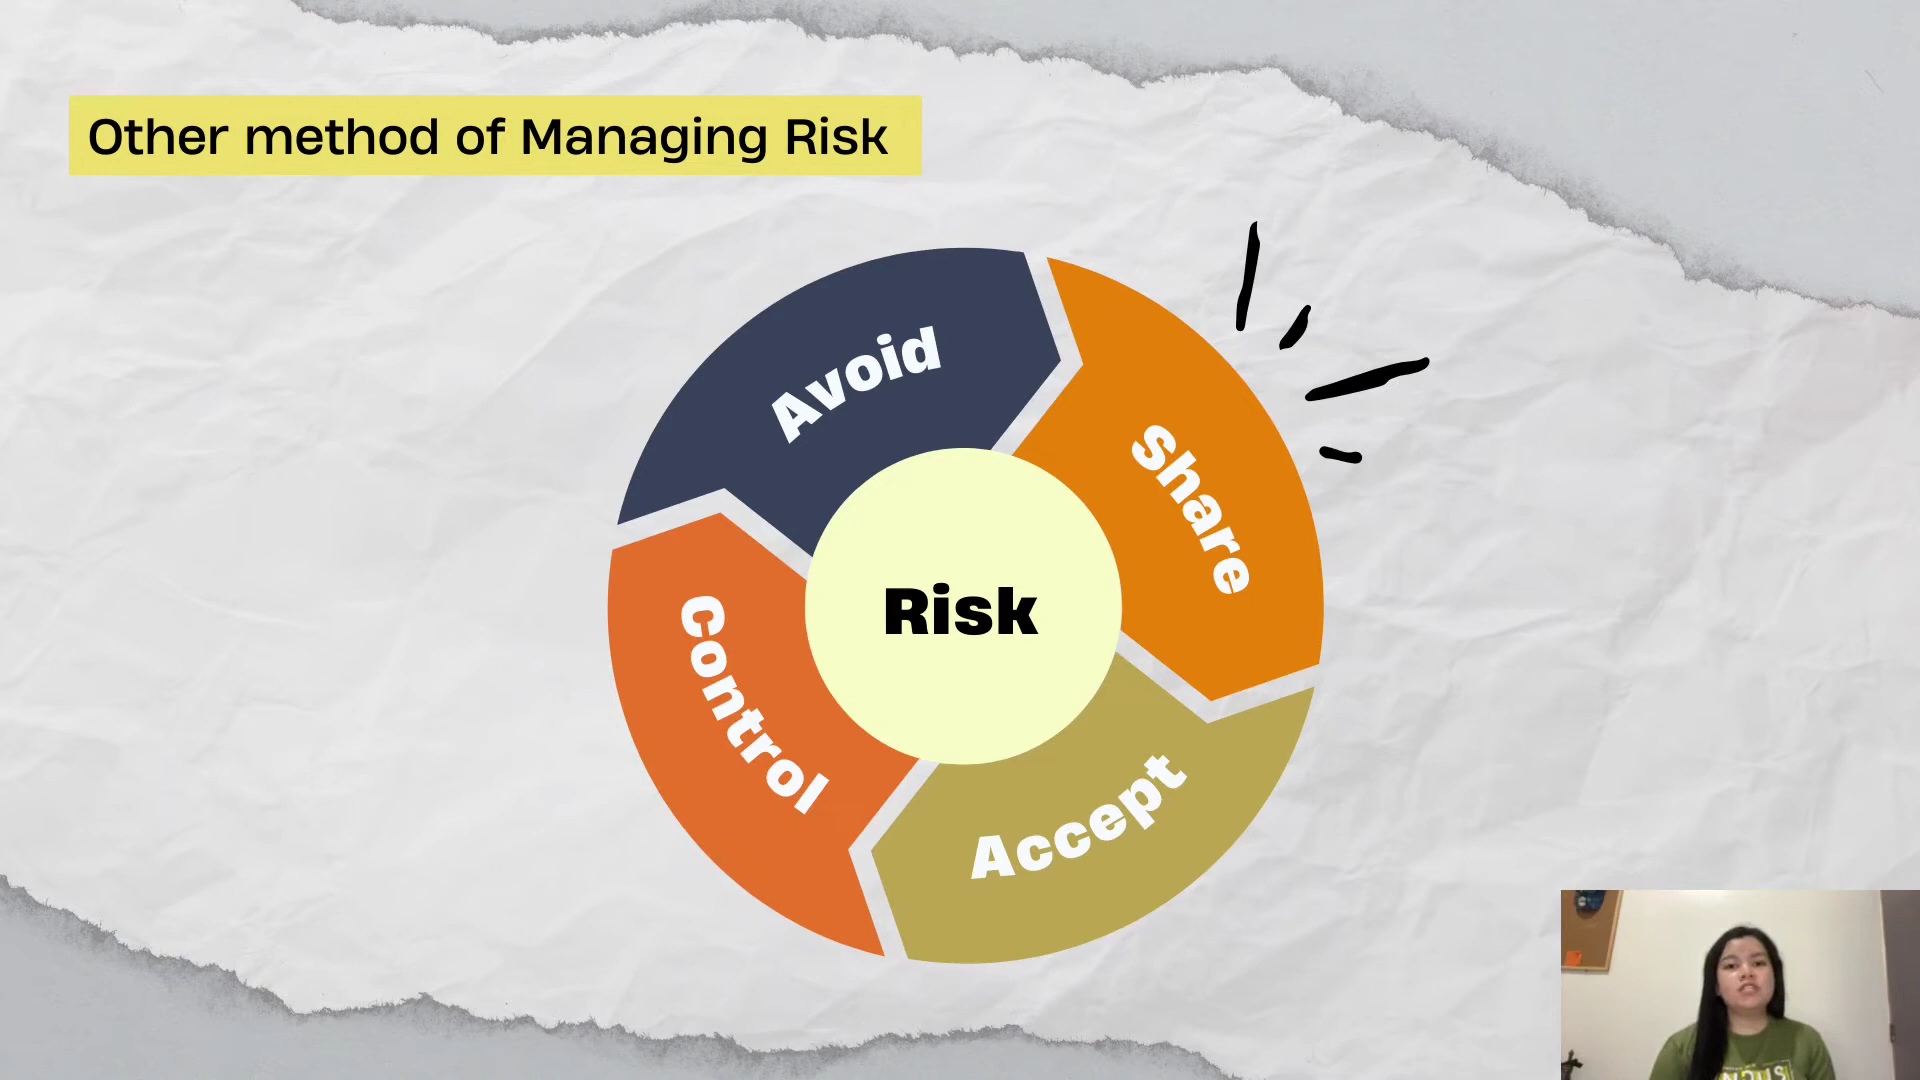 Other method of Managing Risk
Avoid
Share
Risk
Control
Accept